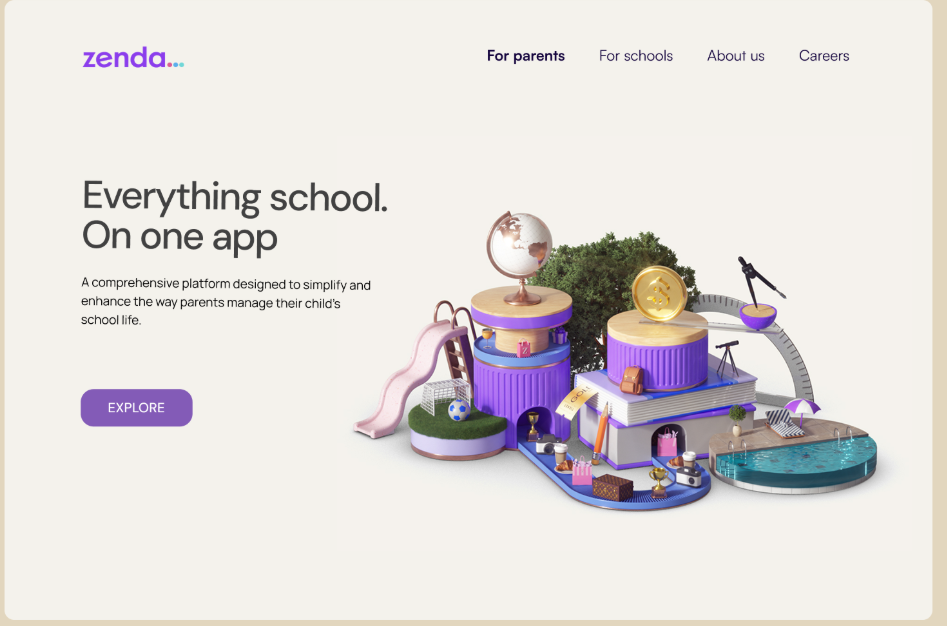 zenda...
For parents
For schools
About us
Careers
Everything school.
On one app
A comprehensive platform designed to simplify and
enhance the way parents manage their child's
school life.
EXPLORE